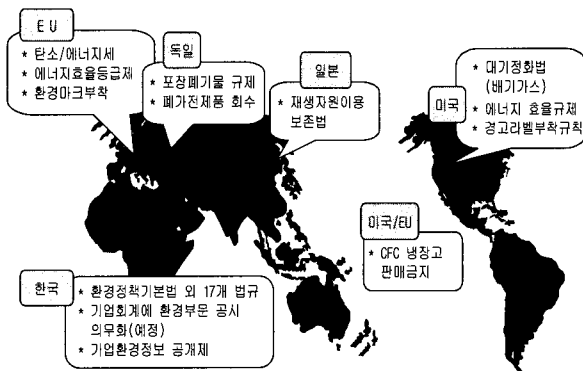 EU
* 탄소/에너지세
* 에너지효율등급제
* 환경마크부착
독일
* 포장폐기물 규제
* 폐가전제품 회수
일본
* 재생자원이용
보존법
미국
* 대기정화법
(배기가스)
* 에너지 효율규제
* 경고라벨부착규칙
미국/EU
* CFC 냉장고
판매금지
한국
* 환경정책기본법 외 17개 법규
* 기업회계에 환경부문 공시
의무화(예정)
* 기업환경정보 공개제